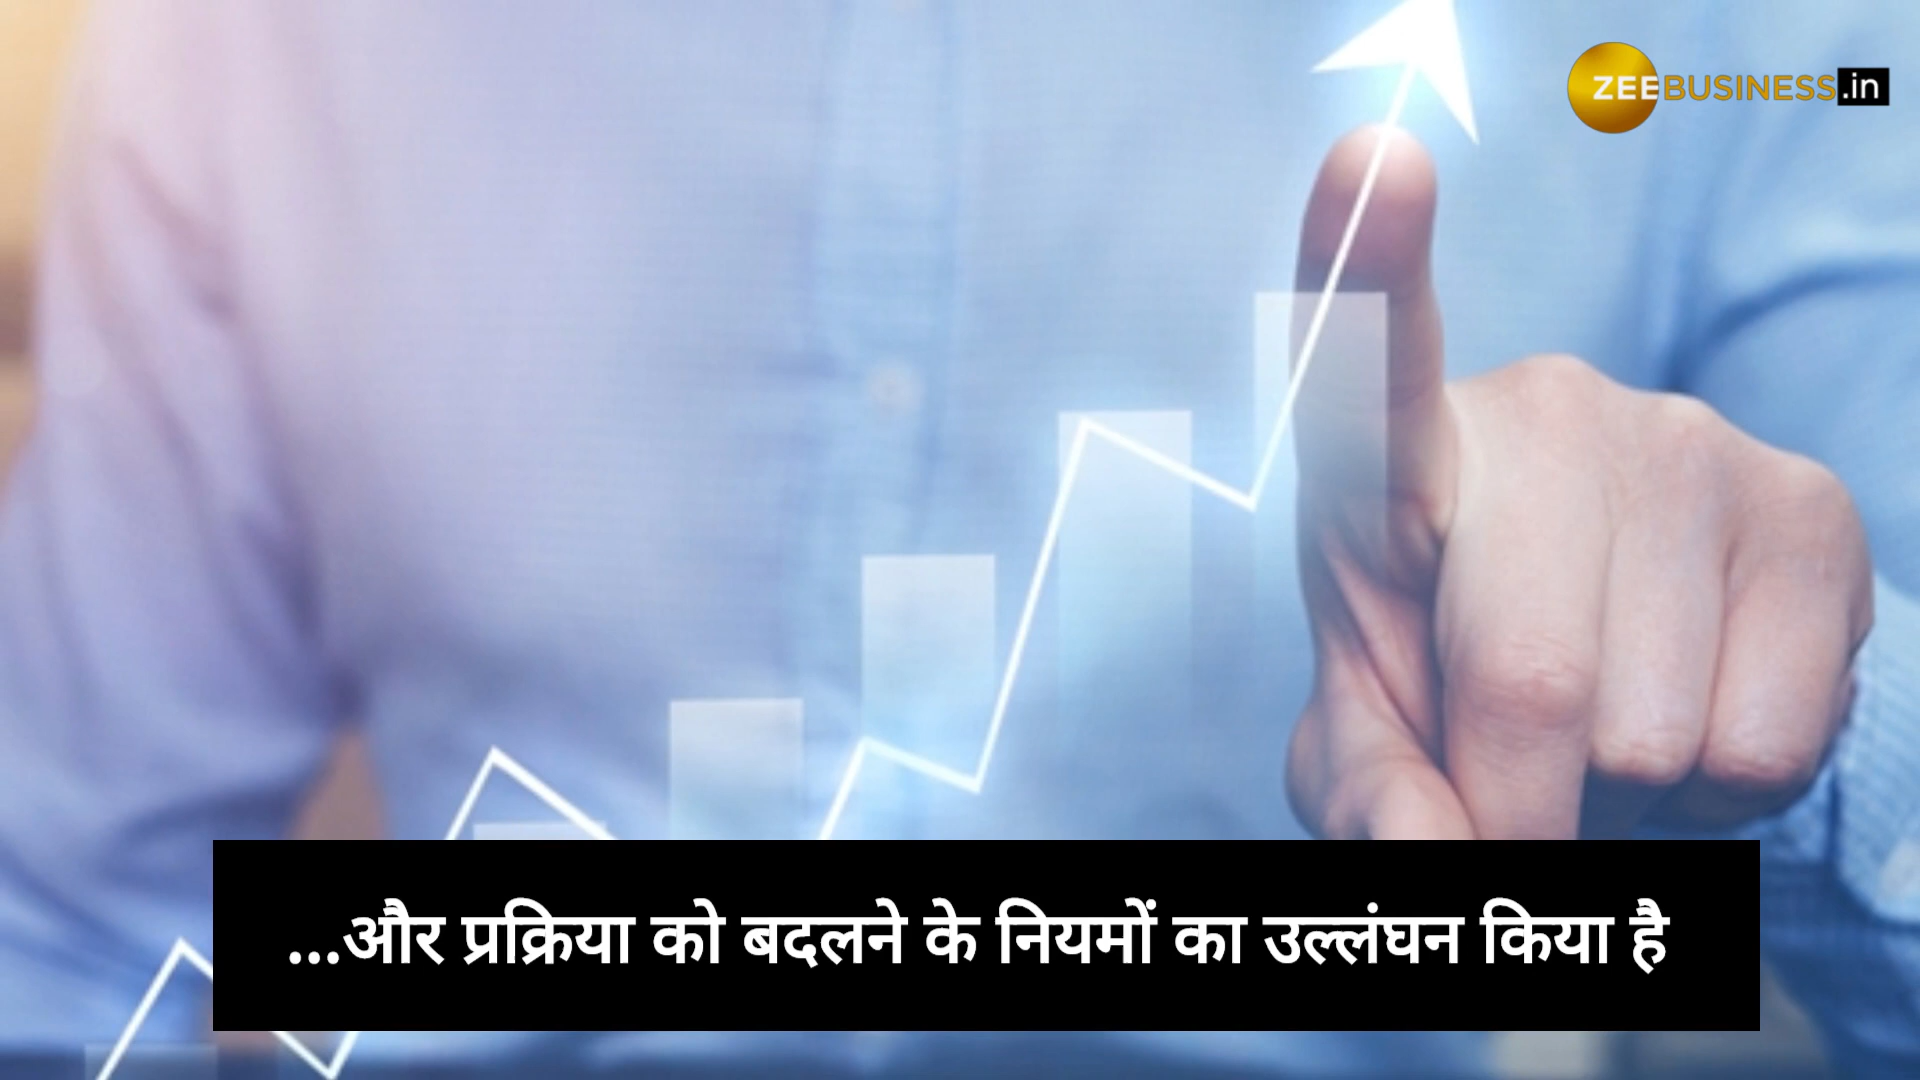 ZEEBUSINESS.in
...और प्रक्रिया को बदलने के नियमों का उल्लंघन किया है